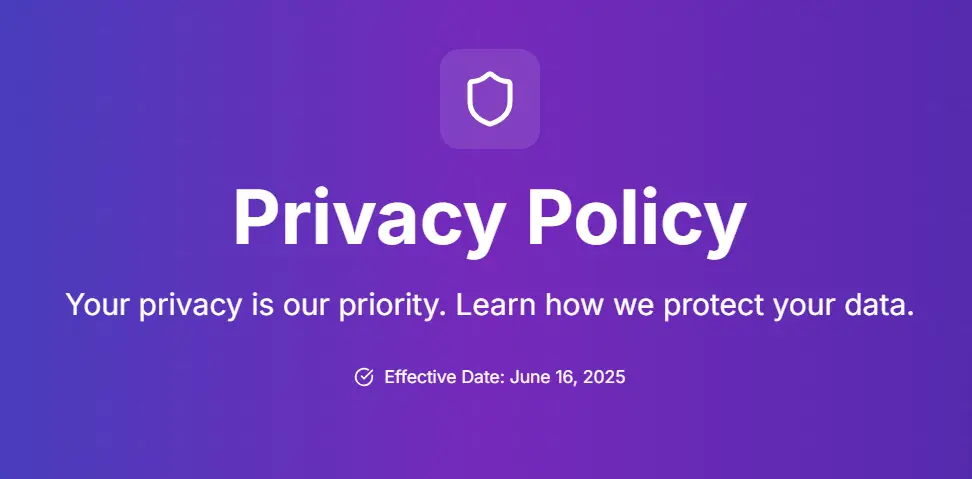 Privacy Policy
Your privacy is our priority. Learn how we protect your data.
Effective Date: June 16, 2025